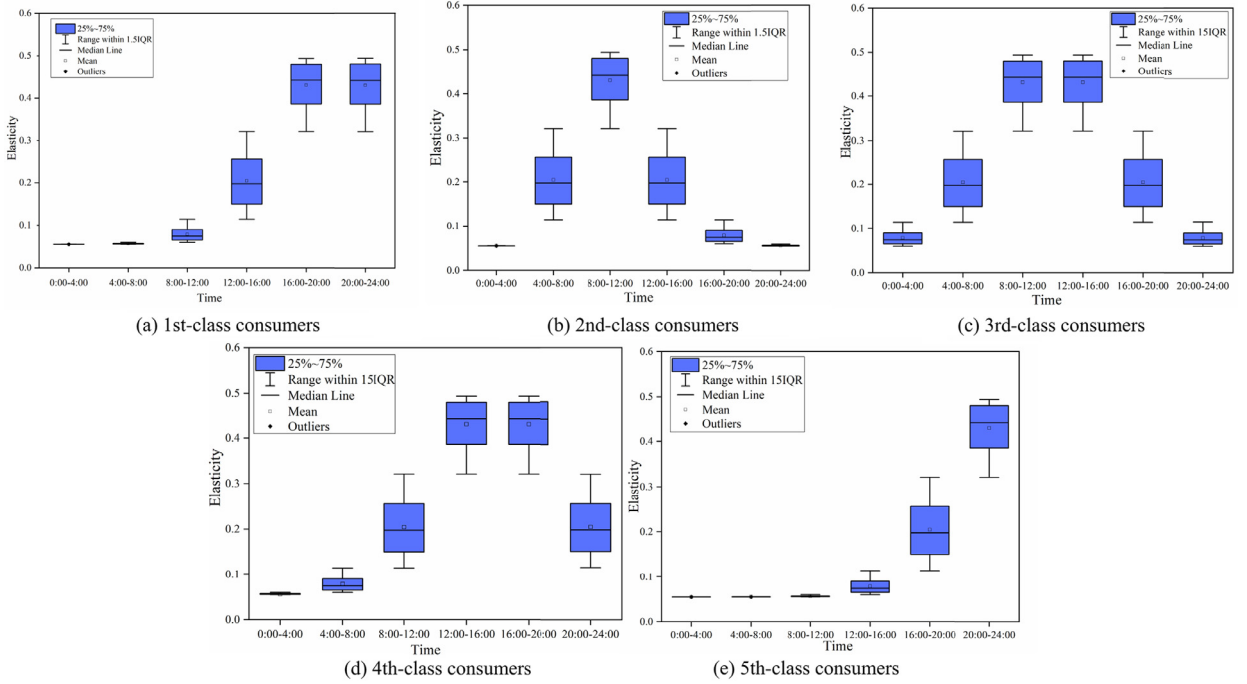 25%~75%
Range within 1.5IQR
Median Line
Mean
Outliers
0.6
0.5
0.4
0.3
0.2
0.1
0.0
Elasticity
0:00-4:00 4:00-8:00 8:00-12:00 12:00-16:00 16:00-20:00 20:00-24:00
Time
(a) 1st-class consumers
25%~75%
Range within 1.5IQR
Median Line
Mean
Outliers
0.6
0.5
0.4
0.3
0.2
0.1
0.0
Elasticity
0:00-4:00 4:00-8:00 8:00-12:00 12:00-16:00 16:00-20:00 20:00-24:00
Time
(b) 2nd-class consumers
25%~75%
Range within 15IQR
Median Line
Mean
Outliers
0.6
0.5
0.4
0.3
0.2
0.1
0.0
Elasticity
0:00-4:00 4:00-8:00 8:00-12:00 12:00-16:00 16:00-20:00 20:00-24:00
Time
(c) 3rd-class consumers
25%~75%
Range within 15IQR
Median Line
Mean
Outliers
0.6
0.5
0.4
0.3
0.2
0.1
0.0
Elasticity
0:00-4:00 4:00-8:00 8:00-12:00 12:00-16:00 16:00-20:00 20:00-24:00
Time
(d) 4th-class consumers
25%~75%
Range within 15IQR
Median Line
Mean
Outliers
0.6
0.5
0.4
0.3
0.2
0.1
0.0
Elasticity
0:00-4:00 4:00-8:00 8:00-12:00 12:00-16:00 16:00-20:00 20:00-24:00
Time
(e) 5th-class consumers